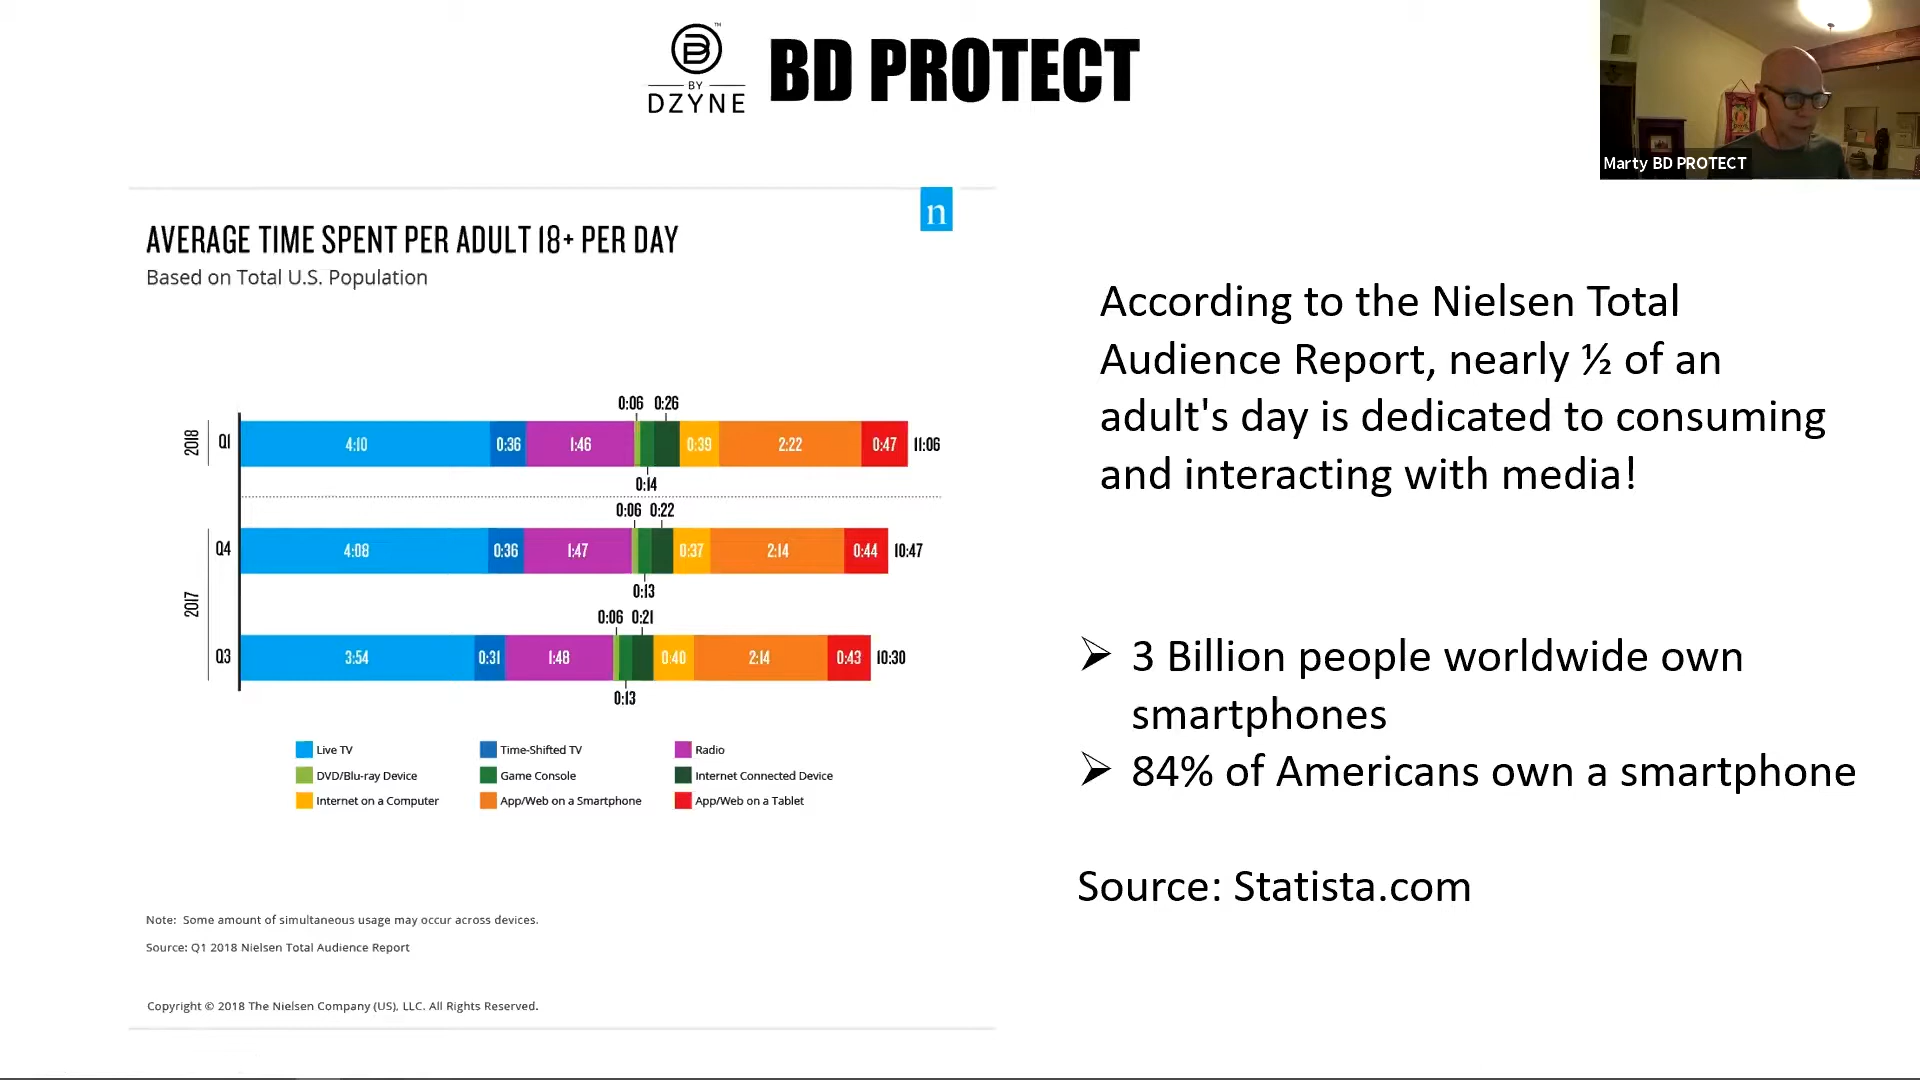 B
™
BY
DZYNE
BD PROTECT
Marty BD PROTECT
n
AVERAGE TIME SPENT PER ADULT 18+ PER DAY
Based on Total U.S. Population
0:06 0:26
2018 Q1 4:10 0:36 1:46 0:39 2:22 0:47 11:06
0:14
0:06 0:22
Q4 4:08 0:36 1:47 0:37 2:14 0:44 10:47
0:13
2017
0:06 0:21
Q3 3:54 0:31 1:48 0:40 2:14 0:43 10:30
0:13
Live TV Time-Shifted TV Radio
DVD/Blu-ray Device Game Console Internet Connected Device
Internet on a Computer App/Web on a Smartphone App/Web on a Tablet
Note: Some amount of simultaneous usage may occur across devices.
Source: Q1 2018 Nielsen Total Audience Report
Copyright © 2018 The Nielsen Company (US), LLC. All Rights Reserved.
According to the Nielsen Total
Audience Report, nearly ½ of an
adult's day is dedicated to consuming
and interacting with media!
➢ 3 Billion people worldwide own
smartphones
➢ 84% of Americans own a smartphone
Source: Statista.com